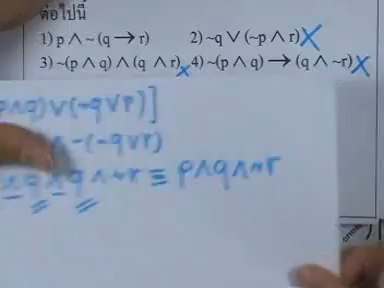 ต่อไปนี้
1) p ∧ ~(q → r) 2) ~q ∨ (~p ∧ r) X
3) ~(p ∧ q) ∧ (q ∧ r) x 4) ~(p ∧ q) → (q ∧ ~r) X
p∧q) ∨ (~q∨r)]
∧ ~(~q∨r)
∧ q ∧ q ∧ ~r ≡ p∧q∧~r